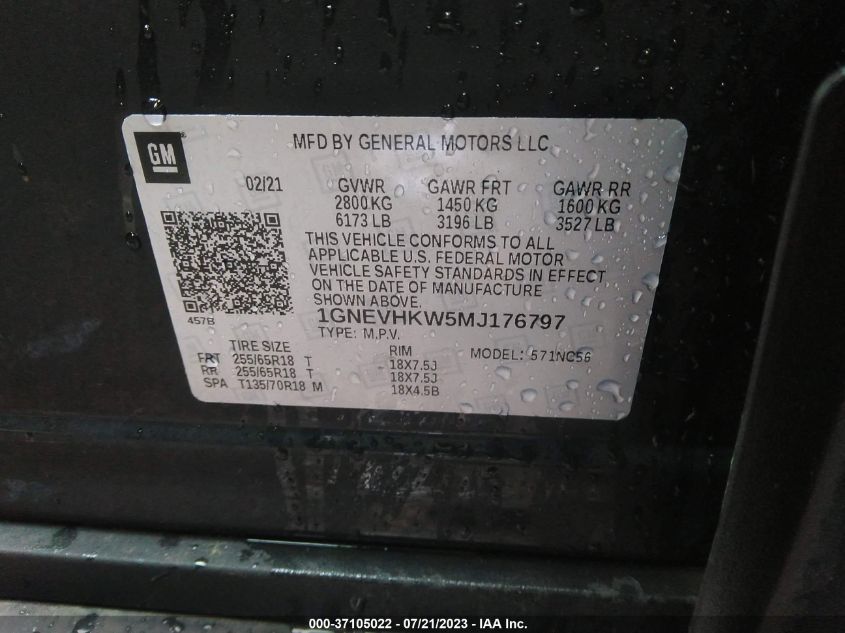 GM
MFD BY GENERAL MOTORS LLC
02/21 GVWR GAWR FRT GAWR RR
2800 KG 1450 KG 1600 KG
6173 LB 3196 LB 3527 LB
THIS VEHICLE CONFORMS TO ALL
APPLICABLE U.S. FEDERAL MOTOR
VEHICLE SAFETY STANDARDS IN EFFECT
ON THE DATE OF MANUFACTURE
SHOWN ABOVE.
457B 1GNEVHKW5MJ176797
TYPE: M.P.V.
TIRE SIZE RIM MODEL: 571NC56
FRT 255/65R18 T 18X7.5J
RR 255/65R18 T 18X7.5J
SPA T135/70R18 M 18X4.5B
000-37105022 - 07/21/2023 - IAA Inc.